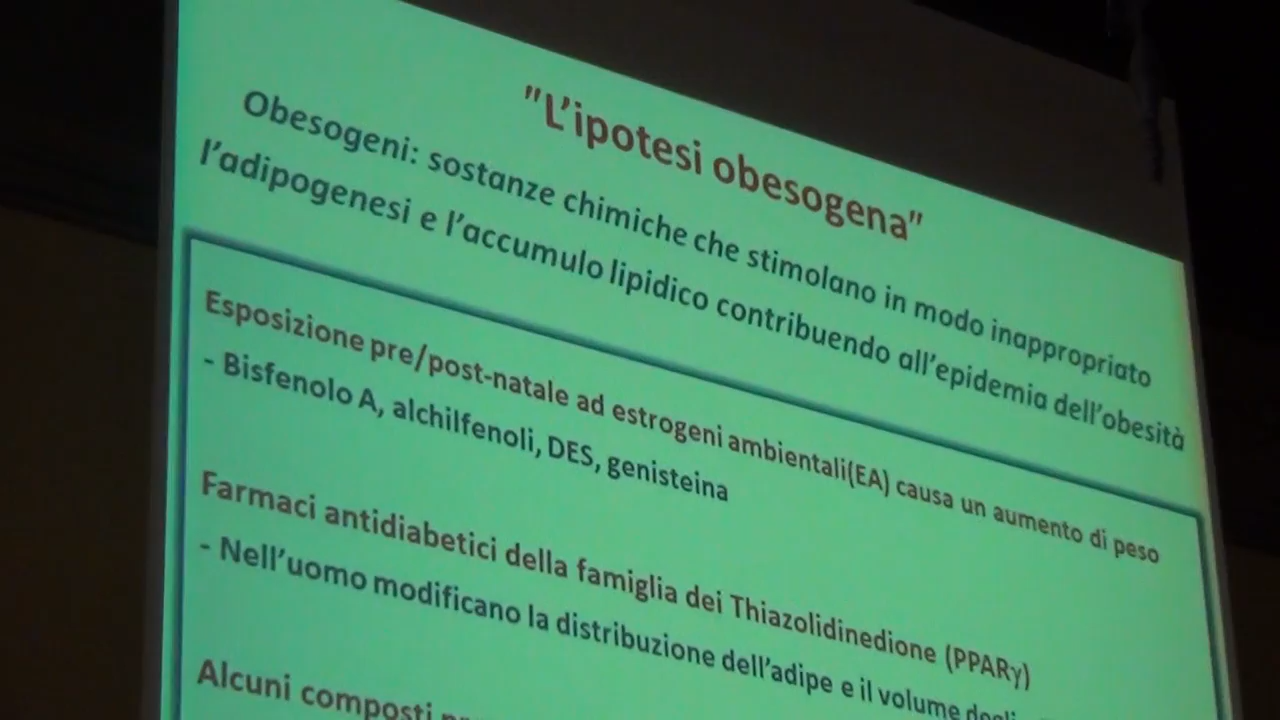 "L'ipotesi obesogena"
Obesogeni: sostanze chimiche che stimolano in modo inappropriato
l'adipogenesi e l'accumulo lipidico contribuendo all'epidemia dell'obesità
Esposizione pre/post-natale ad estrogeni ambientali(EA) causa un aumento di peso
- Bisfenolo A, alchilfenoli, DES, genisteina
Farmaci antidiabetici della famiglia dei Thiazolidinedione (PPARγ)
- Nell'uomo modificano la distribuzione dell'adipe e il volume
Alcuni composti